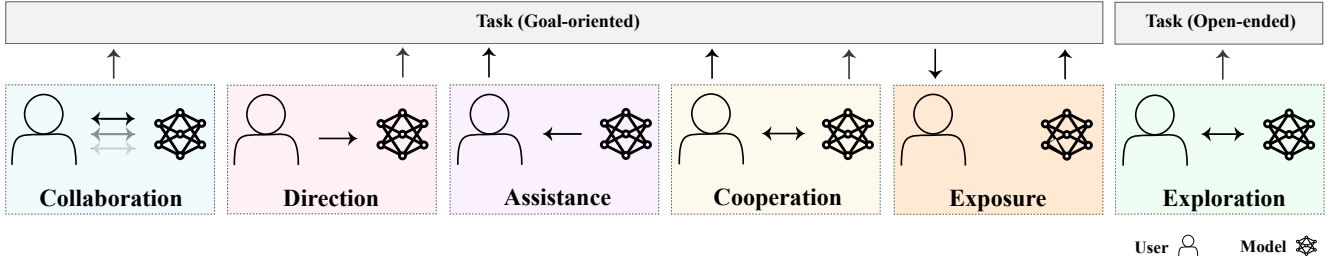 Task (Goal-oriented)
Task (Open-ended)
Collaboration
Direction
Assistance
Cooperation
Exposure
Exploration
User
Model